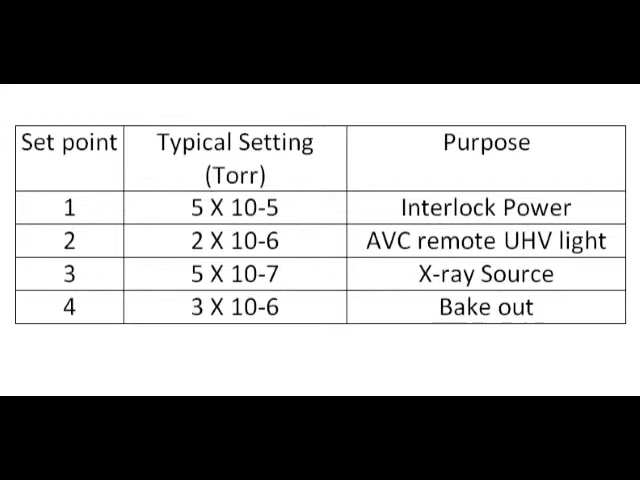 Set point Typical Setting (Torr) Purpose
1 5 X 10-5 Interlock Power
2 2 X 10-6 AVC remote UHV light
3 5 X 10-7 X-ray Source
4 3 X 10-6 Bake out